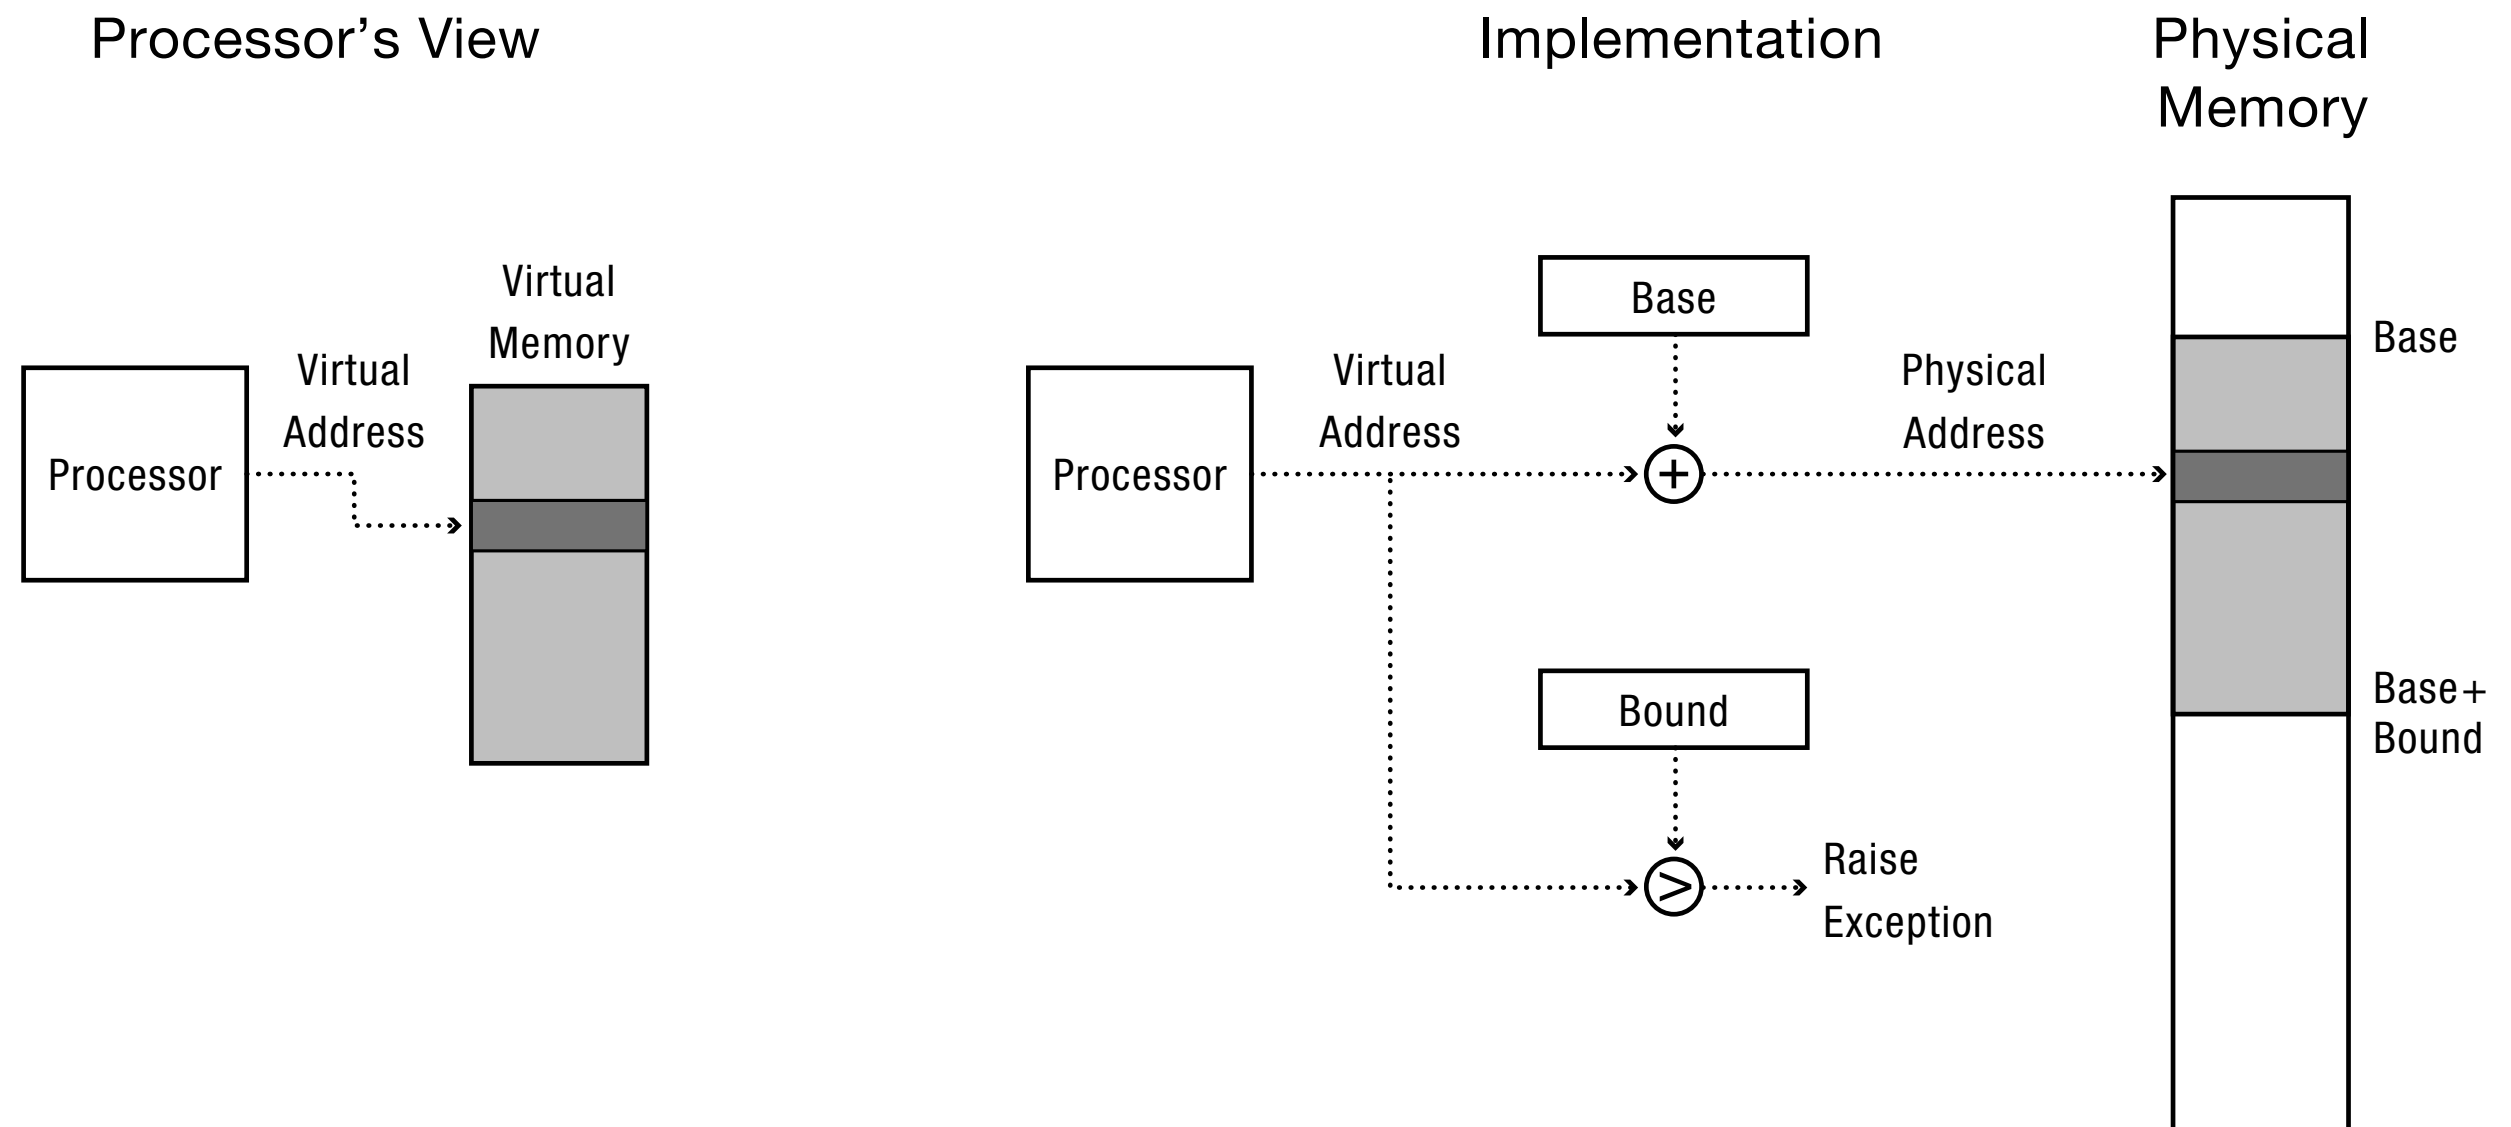 Processor’s View
Implementation
Physical
Memory
Virtual
Memory
Virtual
Address
Processor
Processor
Virtual
Address
Base
+
Physical
Address
Base
Base+
Bound
Bound
>
Raise
Exception